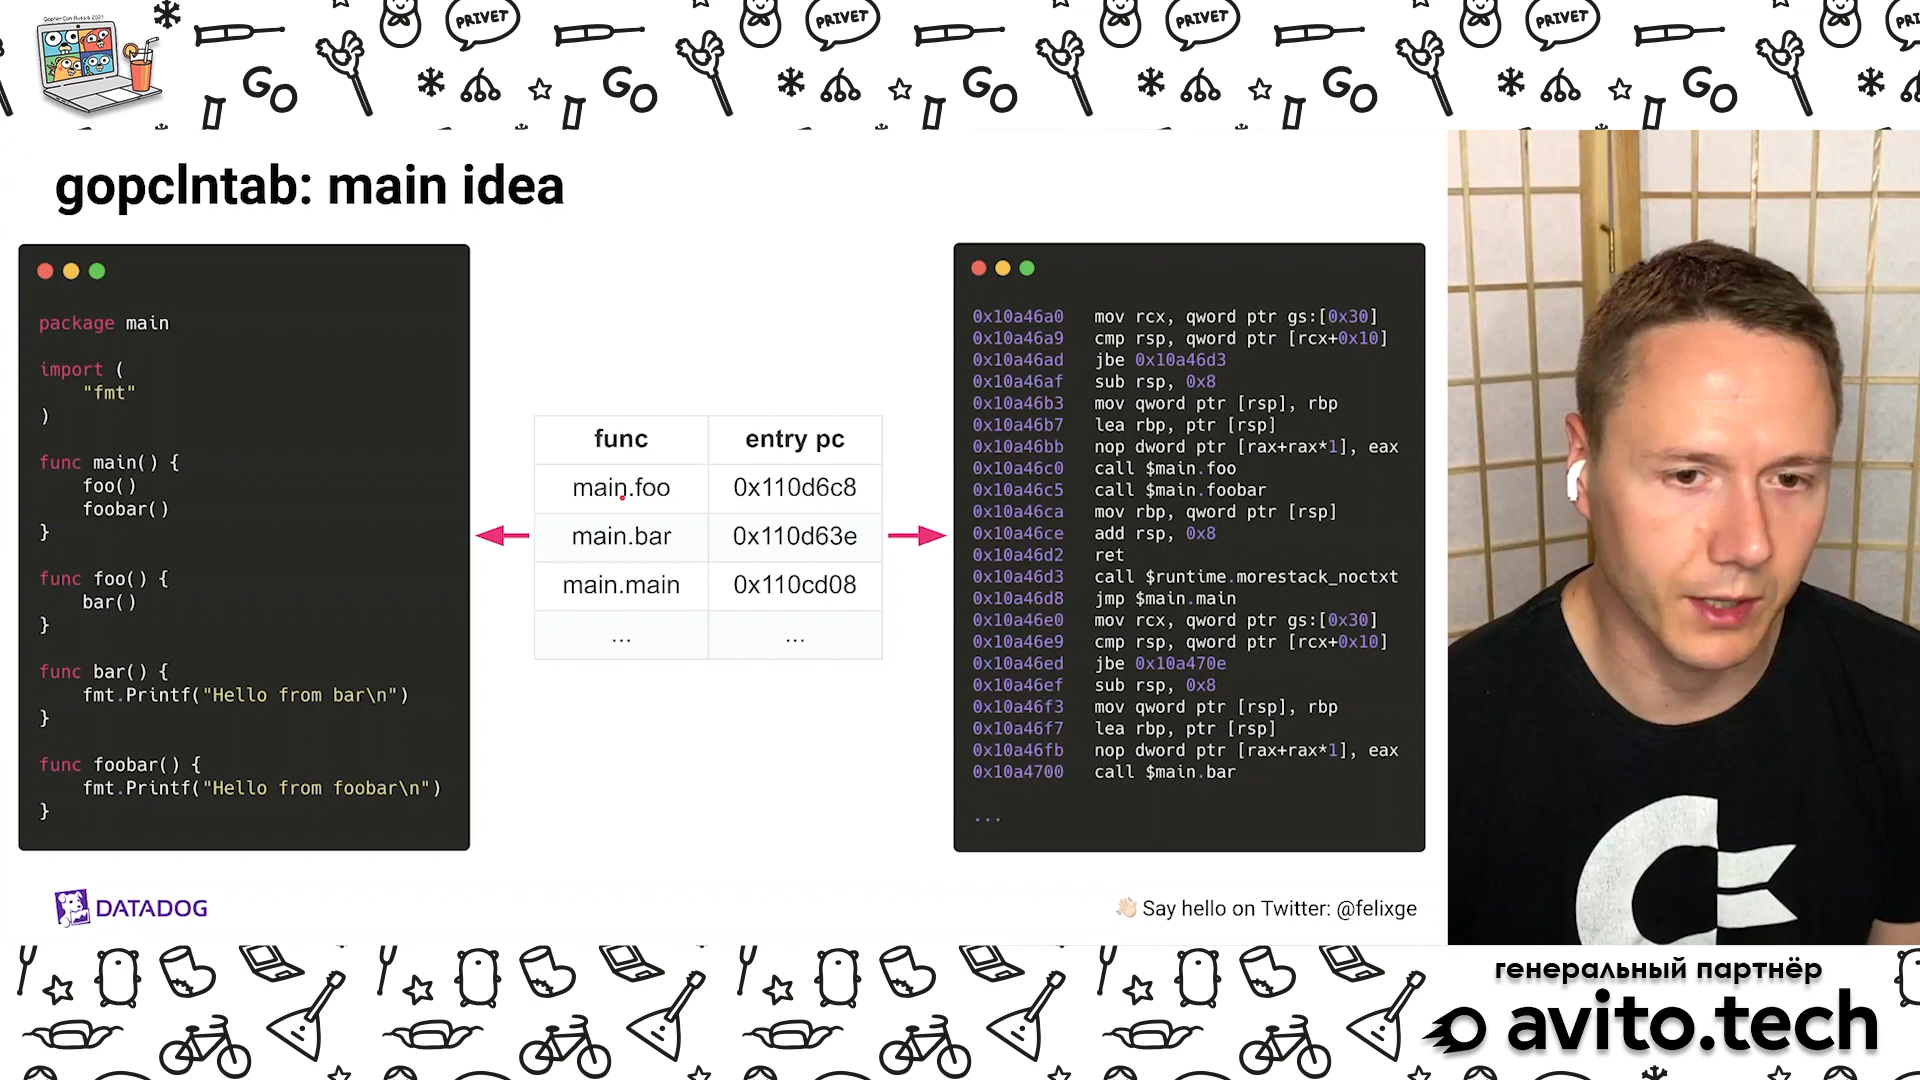 GopherCon Russia 2021
PRIVET
PRIVET
PRIVET
PRIVET
GO
GO
GO
GO
GO
gopclntab: main idea
package main
import (
"fmt"
)
func main() {
foo()
foobar()
}
func foo() {
bar()
}
func bar() {
fmt.Printf("Hello from bar\n")
}
func foobar() {
fmt.Printf("Hello from foobar\n")
}
func entry pc
main.foo 0x110d6c8
main.bar 0x110d63e
main.main 0x110cd08
... ...
0x10a46a0 mov rcx, qword ptr gs:[0x30]
0x10a46a9 cmp rsp, qword ptr [rcx+0x10]
0x10a46ad jbe 0x10a46d3
0x10a46af sub rsp, 0x8
0x10a46b3 mov qword ptr [rsp], rbp
0x10a46b7 lea rbp, ptr [rsp]
0x10a46bb nop dword ptr [rax+rax*1], eax
0x10a46c0 call $main.foo
0x10a46c5 call $main.foobar
0x10a46ca mov rbp, qword ptr [rsp]
0x10a46ce add rsp, 0x8
0x10a46d2 ret
0x10a46d3 call $runtime.morestack_noctxt
0x10a46d8 jmp $main.main
0x10a46e0 mov rcx, qword ptr gs:[0x30]
0x10a46e9 cmp rsp, qword ptr [rcx+0x10]
0x10a46ed jbe 0x10a470e
0x10a46ef sub rsp, 0x8
0x10a46f3 mov qword ptr [rsp], rbp
0x10a46f7 lea rbp, ptr [rsp]
0x10a46fb nop dword ptr [rax+rax*1], eax
0x10a4700 call $main.bar
...
DATADOG
👋🏻 Say hello on Twitter: @felixge
генеральный партнёр
avito.tech